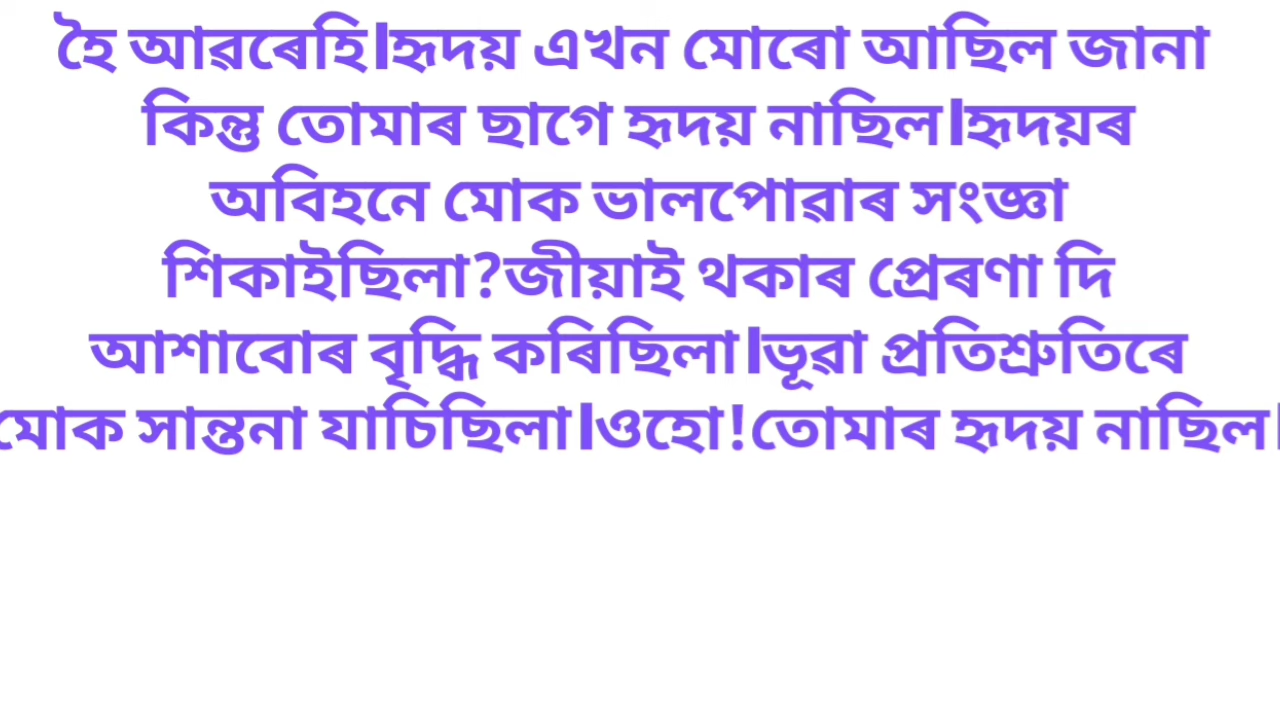 হৈ আৱৰেহি।হৃদয় এখন মোৰো আছিল জানা
কিন্তু তোমাৰ ছাগে হৃদয় নাছিল।হৃদয়ৰ
অবিহনে মোক ভালপোৱাৰ সংজ্ঞা
শিকাইছিলা?জীয়াই থকাৰ প্ৰেৰণা দি
আশাবোৰ বৃদ্ধি কৰিছিলা।ভূৱা প্ৰতিশ্ৰুতিৰে
মোক সান্তনা যাচিছিলা।ওহো!তোমাৰ হৃদয় নাছিল।